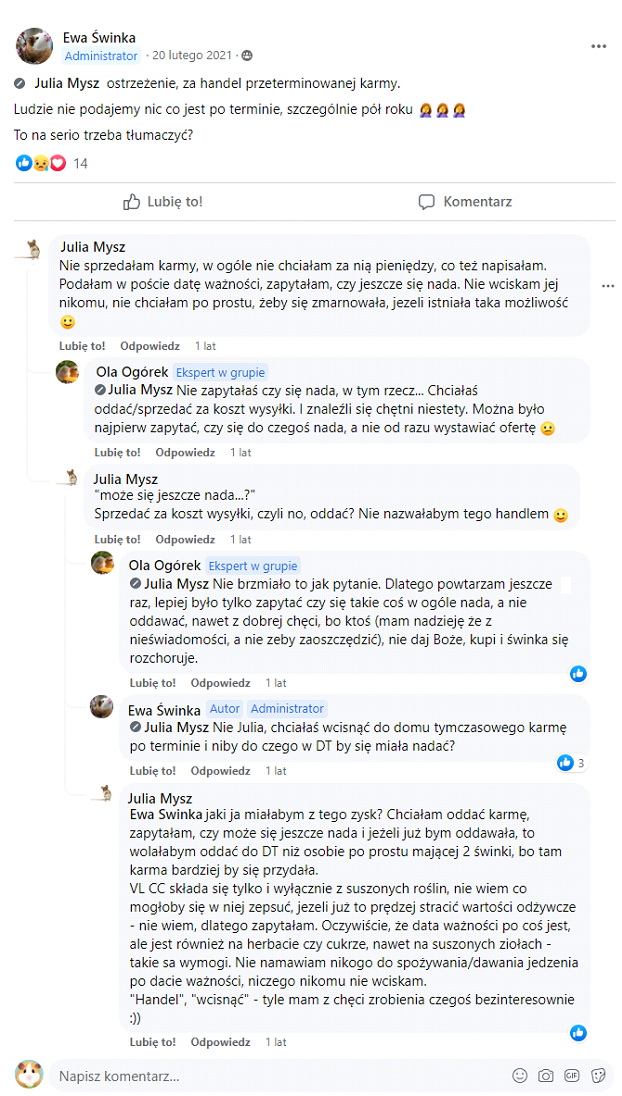 Ewa Świnka
Administrator · 20 lutego 2021 ·
Julia Mysz ostrzeżenie, za handel przeterminowanej karmy.
Ludzie nie podajemy nic co jest po terminie, szczególnie pół roku 🤦‍♀️🤦‍♀️🤦‍♀️
To na serio trzeba tłumaczyć?
14
Lubię to! Komentarz
Julia Mysz
Nie sprzedałam karmy, w ogóle nie chciałam za nią pieniędzy, co też napisałam.
Podałam w poście datę ważności, zapytałam, czy jeszcze się nada. Nie wciskam jej
nikomu, nie chciałam po prostu, żeby się zmarnowała, jezeli istniała taka możliwość
🙂
Lubię to! Odpowiedz 1 lat
Ola Ogórek Ekspert w grupie
Julia Mysz Nie zapytałaś czy się nada, w tym rzecz... Chciałaś
oddać/sprzedać za koszt wysyłki. I znaleźli się chętni niestety. Można było
najpierw zapytać, czy się do czegoś nada, a nie od razu wystawiać ofertę 😕
Lubię to! Odpowiedz 1 lat
Julia Mysz
"może się jeszcze nada...?"
Sprzedać za koszt wysyłki, czyli no, oddać? Nie nazwałabym tego handlem 🙂
Lubię to! Odpowiedz 1 lat
Ola Ogórek Ekspert w grupie
Julia Mysz Nie brzmiało to jak pytanie. Dlatego powtarzam jeszcze
raz, lepiej było tylko zapytać czy się takie coś w ogóle nada, a nie
oddawać, nawet z dobrej chęci, bo ktoś (mam nadzieję że z
nieświadomości, a nie zeby zaoszczędzić), nie daj Boże, kupi i świnka się
rozchoruje.
Lubię to! Odpowiedz 1 lat
Ewa Świnka Autor Administrator
Julia Mysz Nie Julia, chciałaś wcisnąć do domu tymczasowego karmę
po terminie i niby do czego w DT by się miała nadać?
3
Lubię to! Odpowiedz 1 lat
Julia Mysz
Ewa Swinka jaki ja miałabym z tego zysk? Chciałam oddać karmę,
zapytałam, czy może się jeszcze nada i jeżeli już bym oddawała, to
wolałabym oddać do DT niż osobie po prostu mającej 2 świnki, bo tam
karma bardziej by się przydała.
VL CC składa się tylko i wyłącznie z suszonych roślin, nie wiem co
mogłoby się w niej zepsuć, jezeli już to prędzej stracić wartości odżywcze
- nie wiem, dlatego zapytałam. Oczywiście, że data ważności po coś jest,
ale jest również na herbacie czy cukrze, nawet na suszonych ziołach -
takie sa wymogi. Nie namawiam nikogo do spożywania/dawania jedzenia
po dacie ważności, niczego nikomu nie wciskam.
"Handel", "wcisnąć" - tyle mam z chęci zrobienia czegoś bezinteresownie
:))
Lubię to! Odpowiedz 1 lat
Napisz komentarz...
GIF